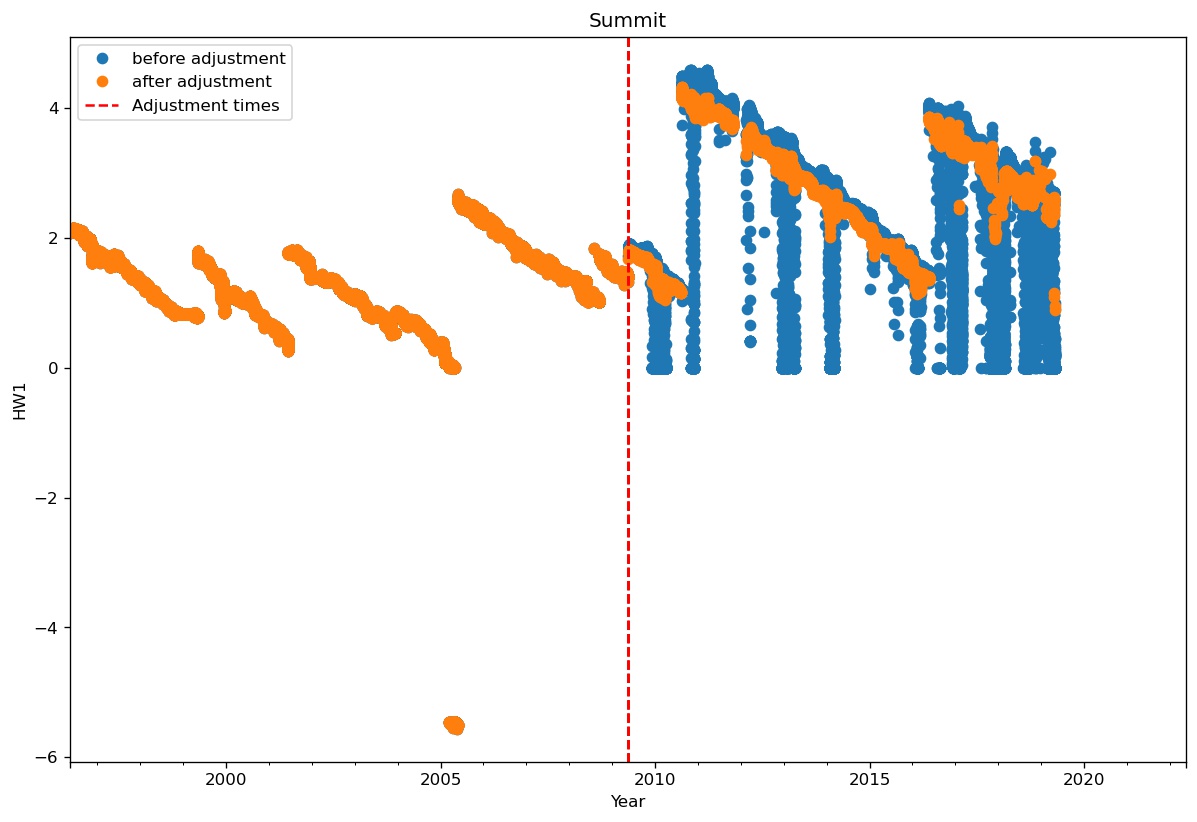 Summit
before adjustment
after adjustment
Adjustment times
4
2
0
−2
−4
−6
HW1
2000 2005 2010 2015 2020
Year